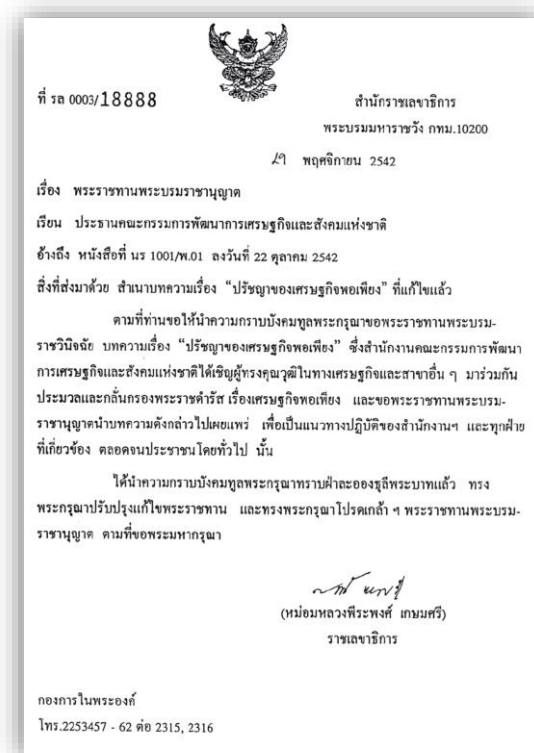 ที่ รล 0003/18888
สำนักราชเลขาธิการ
พระบรมมหาราชวัง กทม.10200
๒๙ พฤศจิกายน 2542
เรื่อง พระราชทานพระบรมราชานุญาต
เรียน ประธานคณะกรรมการพัฒนาการเศรษฐกิจและสังคมแห่งชาติ
อ้างถึง หนังสือที่ นร 1001/พ.01 ลงวันที่ 22 ตุลาคม 2542
สิ่งที่ส่งมาด้วย สำเนาบทความเรื่อง “ปรัชญาของเศรษฐกิจพอเพียง” ที่แก้ไขแล้ว
ตามที่ท่านขอให้นำความกราบบังคมทูลพระกรุณาขอพระราชทานพระบรม-
ราชวินิจฉัย บทความเรื่อง “ปรัชญาของเศรษฐกิจพอเพียง” ซึ่งสำนักงานคณะกรรมการพัฒนา
การเศรษฐกิจและสังคมแห่งชาติได้เชิญผู้ทรงคุณวุฒิในทางเศรษฐกิจและสาขาอื่น ๆ มาร่วมกัน
ประมวลและกลั่นกรองพระราชดำรัส เรื่องเศรษฐกิจพอเพียง และขอพระราชทานพระบรม-
ราชานุญาตนำบทความดังกล่าวไปเผยแพร่ เพื่อเป็นแนวทางปฏิบัติของสำนักงานฯ และทุกฝ่าย
ที่เกี่ยวข้อง ตลอดจนประชาชนโดยทั่วไป นั้น
ได้นำความกราบบังคมทูลพระกรุณาทราบฝ่าละอองธุลีพระบาทแล้ว ทรง
พระกรุณาปรับปรุงแก้ไขพระราชทาน และทรงพระกรุณาโปรดเกล้า ฯ พระราชทานพระบรม-
ราชานุญาต ตามที่ขอพระมหากรุณา
(หม่อมหลวงพีระพงศ์ เกษมศรี)
ราชเลขาธิการ
กองการในพระองค์
โทร.2253457 - 62 ต่อ 2315, 2316